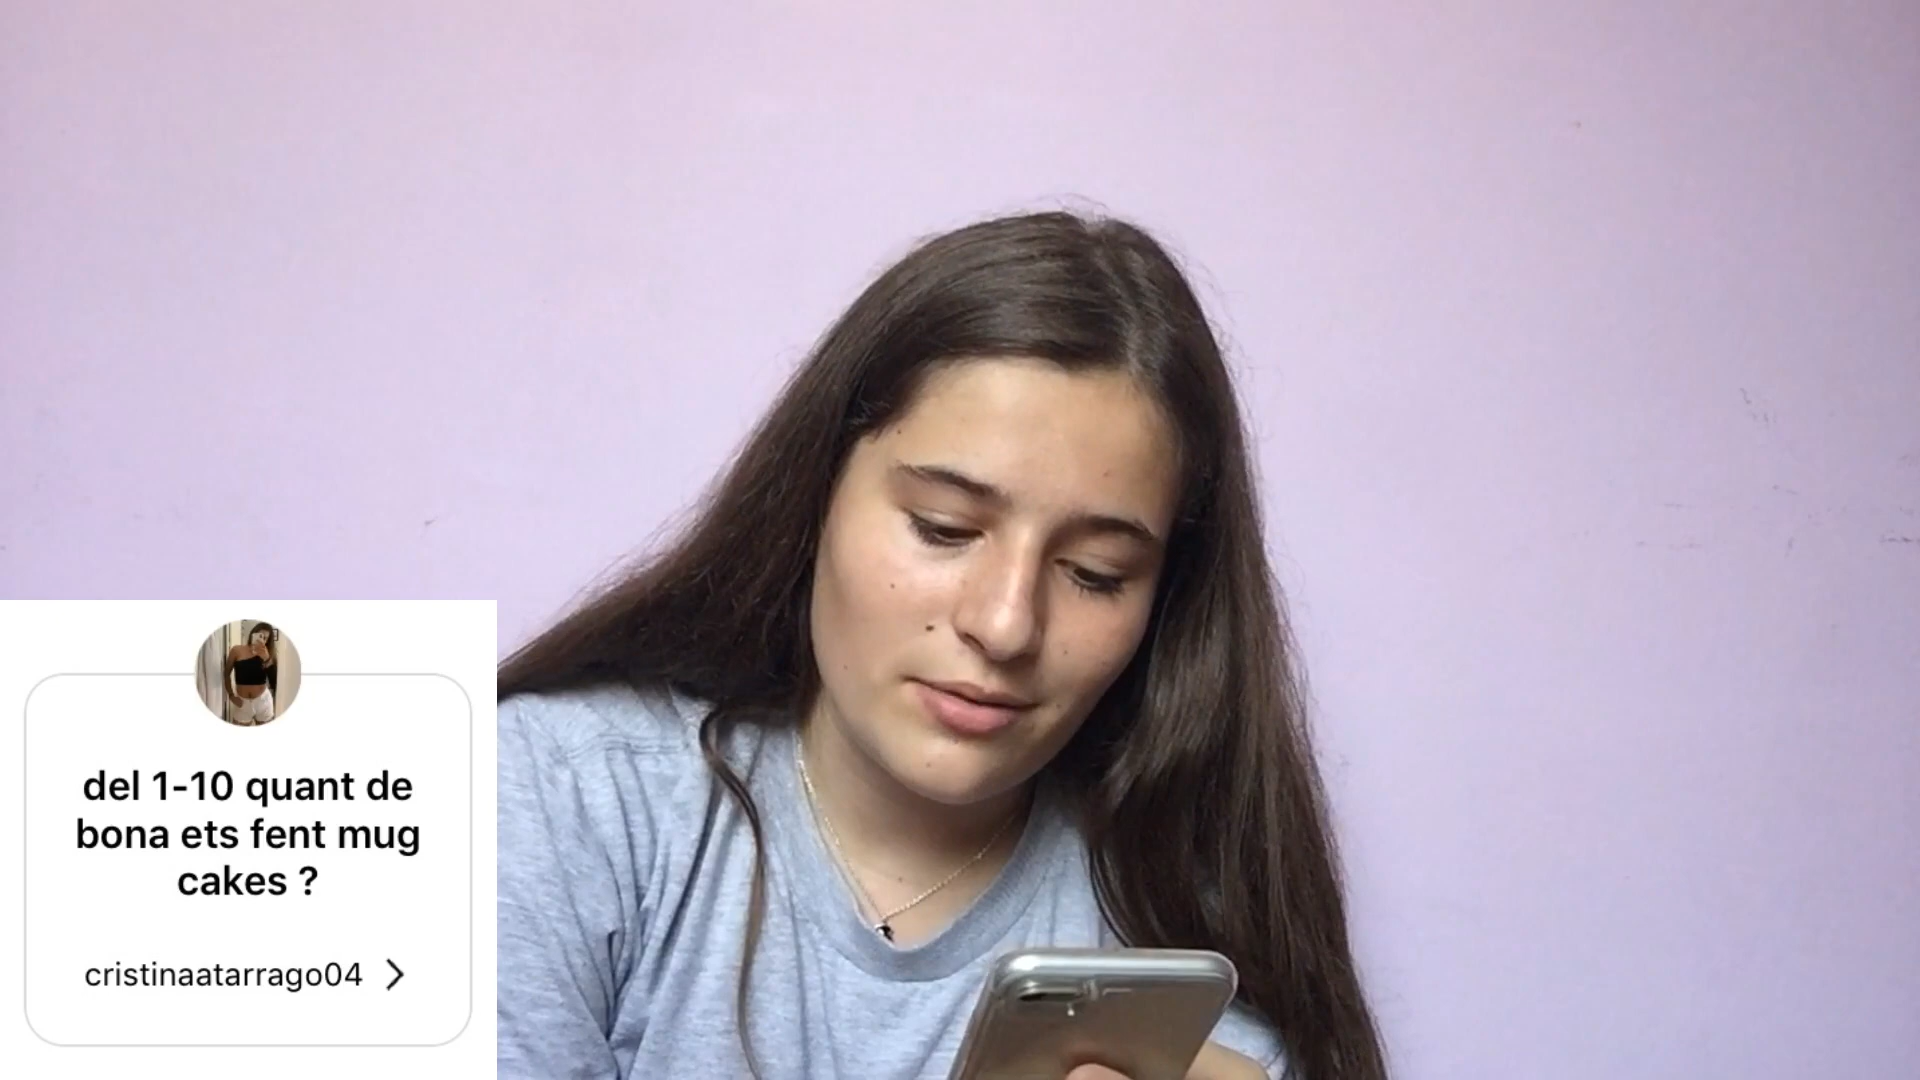 del 1-10 quant de
bona ets fent mug
cakes ?
cristinaatarrago04